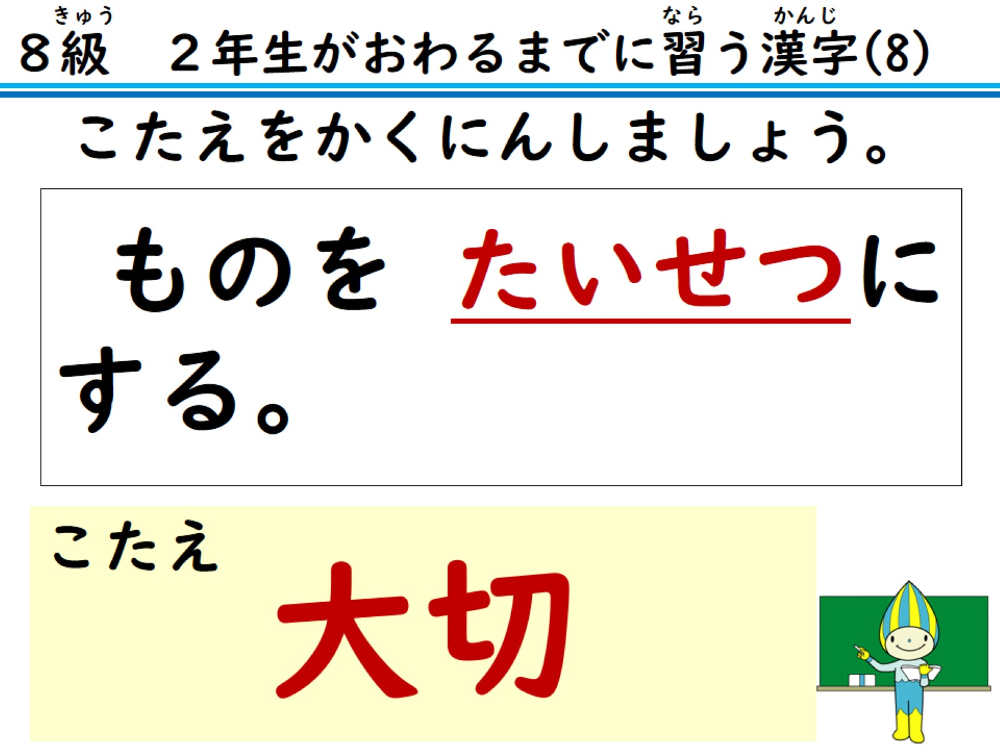 きゅう なら かんじ
８級　２年生がおわるまでに習う漢字(8)
こたえをかくにんしましょう。
ものを たいせつに
する。
こたえ
大切